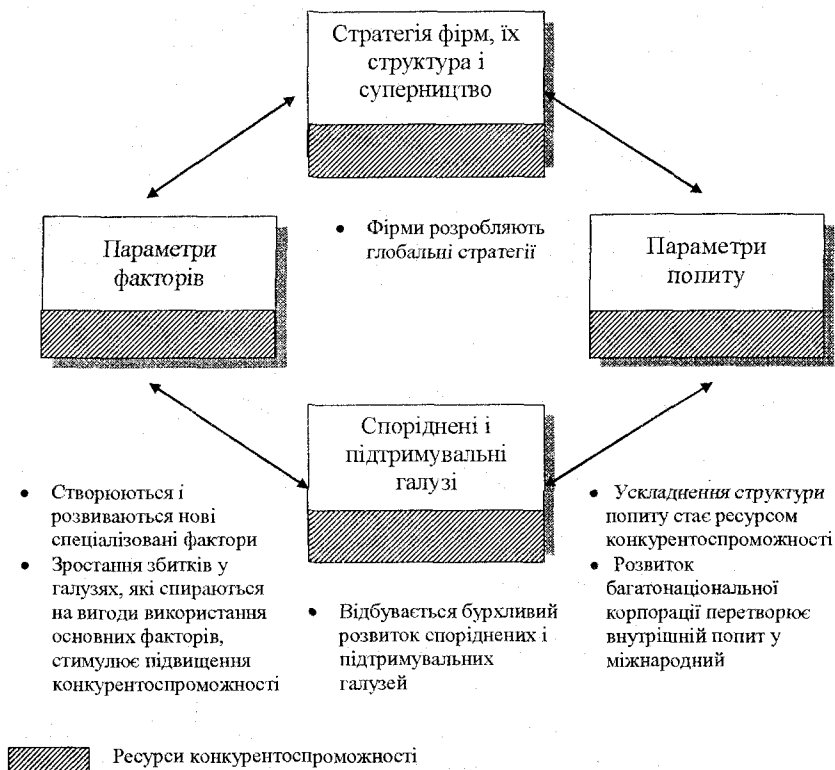 Стратегія фірм, їх
структура і
суперництво
Параметри
факторів
• Фірми розробляють
глобальні стратегії
Параметри
попиту
Споріднені і
підтримувальні
галузі
• Створюються і
розвиваються нові
спеціалізовані фактори
• Зростання збитків у
галузях, які спираються
на вигоди використання
основних факторів,
стимулює підвищення
конкурентоспроможності
• Відбувається бурхливий
розвиток споріднених і
підтримувальних
галузей
• Ускладнення структури
попиту стає ресурсом
конкурентоспроможності
• Розвиток
багатонаціональної
корпорації перетворює
внутрішній попит у
міжнародний
Ресурси конкурентоспроможності